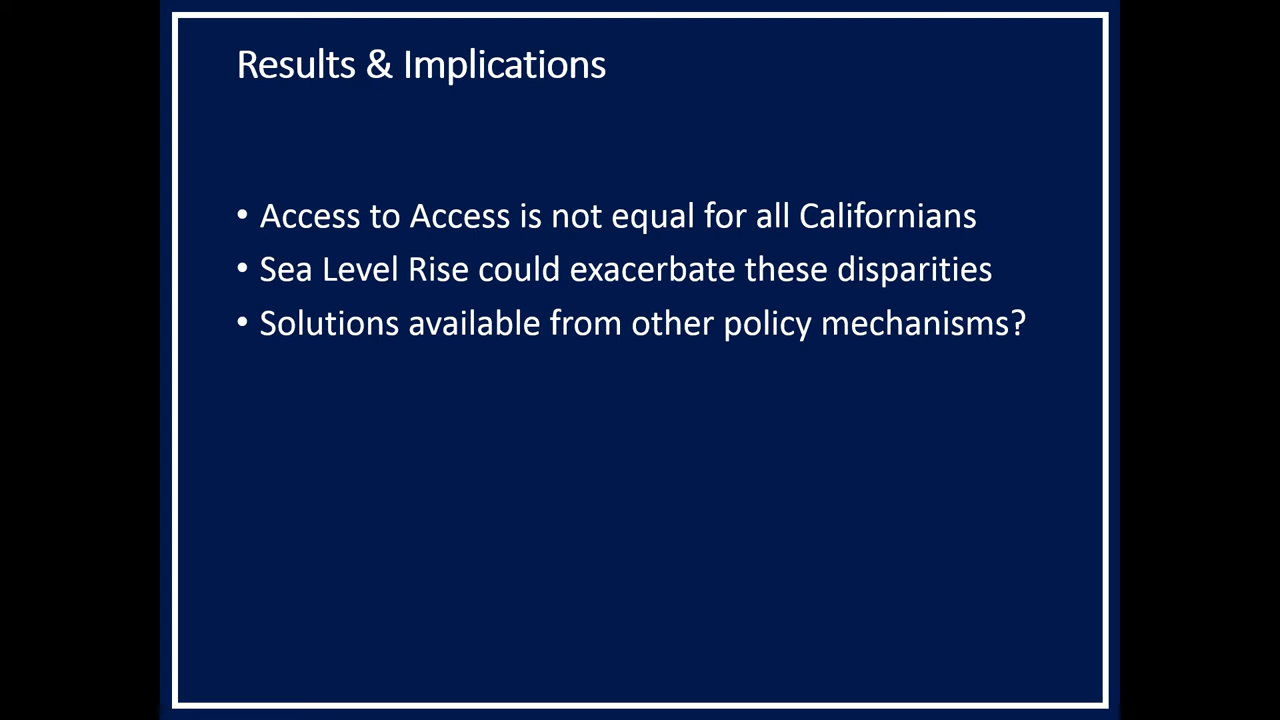 Results & Implications
• Access to Access is not equal for all Californians
• Sea Level Rise could exacerbate these disparities
• Solutions available from other policy mechanisms?